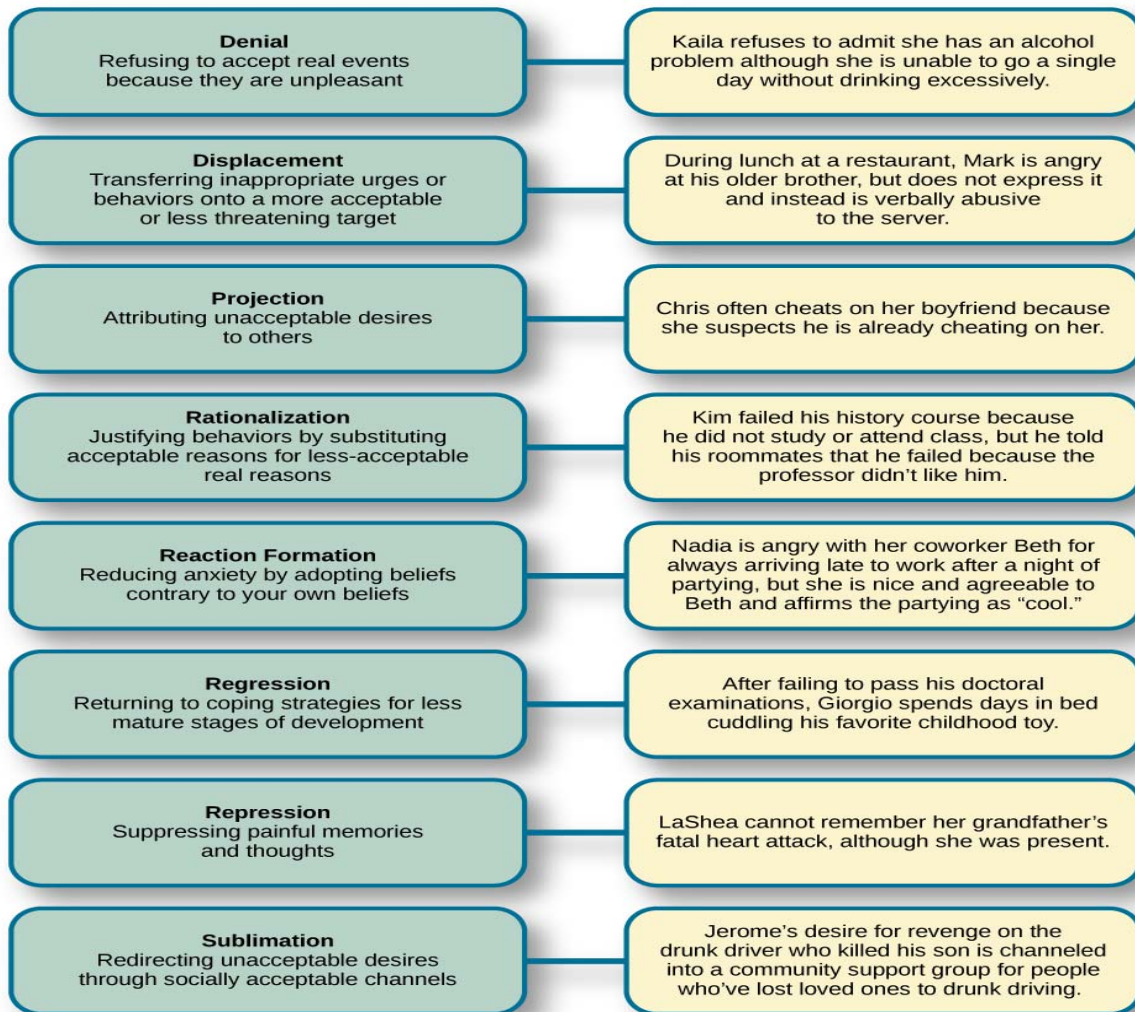 Denial
Refusing to accept real events
because they are unpleasant
Kaila refuses to admit she has an alcohol
problem although she is unable to go a single
day without drinking excessively.
Displacement
Transferring inappropriate urges or
behaviors onto a more acceptable
or less threatening target
During lunch at a restaurant, Mark is angry
at his older brother, but does not express it
and instead is verbally abusive
to the server.
Projection
Attributing unacceptable desires
to others
Chris often cheats on her boyfriend because
she suspects he is already cheating on her.
Rationalization
Justifying behaviors by substituting
acceptable reasons for less-acceptable
real reasons
Kim failed his history course because
he did not study or attend class, but he told
his roommates that he failed because the
professor didn’t like him.
Reaction Formation
Reducing anxiety by adopting beliefs
contrary to your own beliefs
Nadia is angry with her coworker Beth for
always arriving late to work after a night of
partying, but she is nice and agreeable to
Beth and affirms the partying as “cool.”
Regression
Returning to coping strategies for less
mature stages of development
After failing to pass his doctoral
examinations, Giorgio spends days in bed
cuddling his favorite childhood toy.
Repression
Suppressing painful memories
and thoughts
LaShea cannot remember her grandfather’s
fatal heart attack, although she was present.
Sublimation
Redirecting unacceptable desires
through socially acceptable channels
Jerome’s desire for revenge on the
drunk driver who killed his son is channeled
into a community support group for people
who’ve lost loved ones to drunk driving.